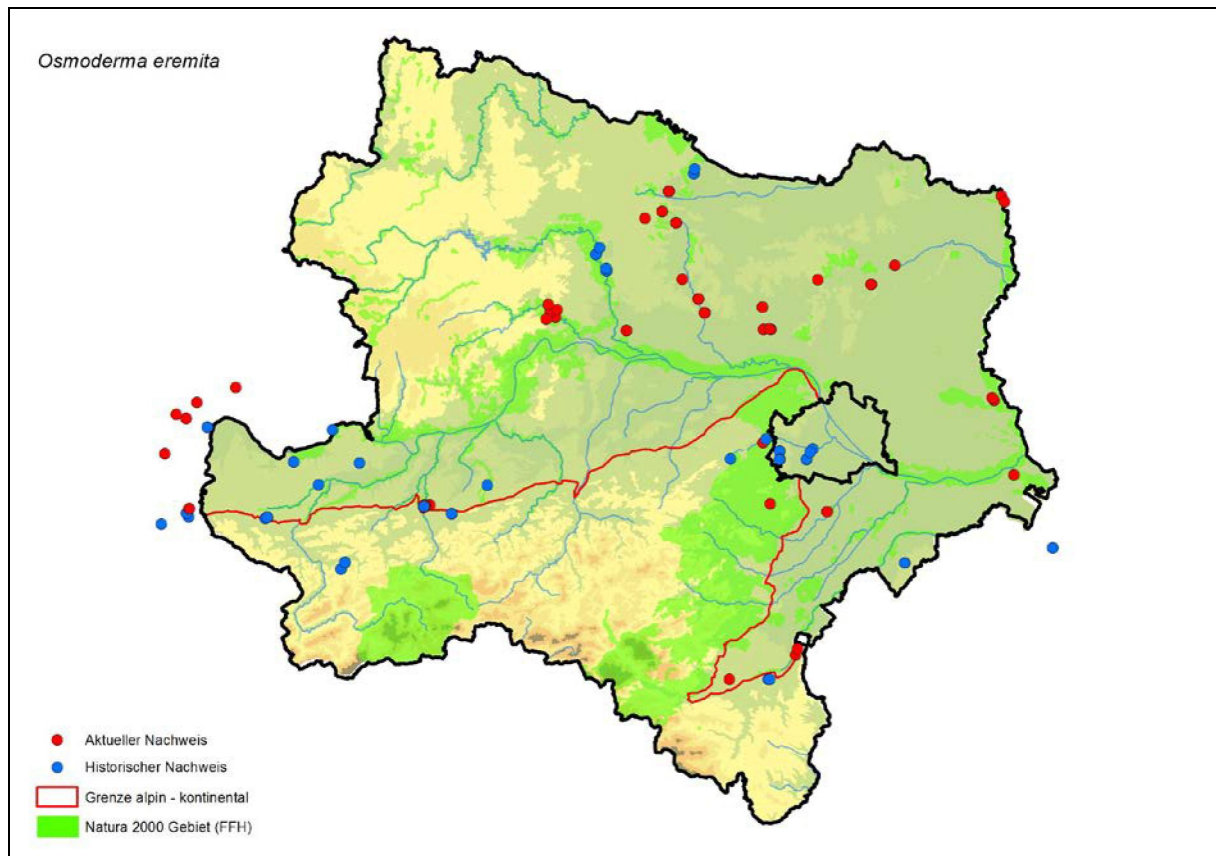 Osmoderma eremita
Aktueller Nachweis
Historischer Nachweis
Grenze alpin - kontinental
Natura 2000 Gebiet (FFH)